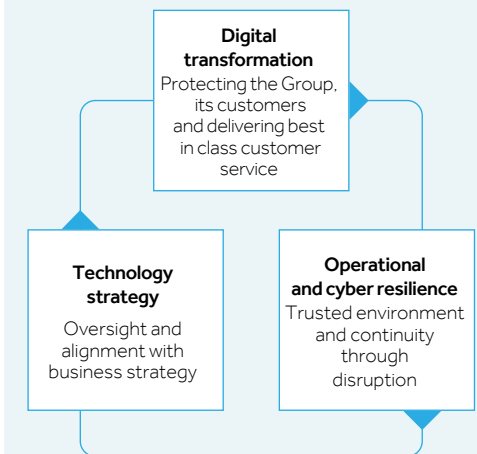 Digital
transformation
Protecting the Group,
its customers
and delivering best
in class customer
service
Technology
strategy
Oversight and
alignment with
business strategy
Operational
and cyber resilience
Trusted environment
and continuity
through
disruption